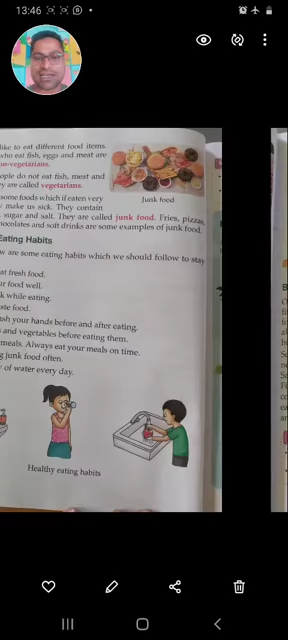 13:46
like to eat different food items
who eat fish, eggs and meat are
on-vegetarians.
ople do not eat fish, meat and
ey are called vegetarians.
some foods which if eaten very
make us sick. They contain
sugar and salt. They are called junk food. Fries, pizzas,
hocolates and soft drinks are some examples of junk food.
Junk food
Eating Habits
w are some eating habits which we should follow to stay
at fresh food.
ur food well.
k while eating.
ste food.
ash your hands before and after eating.
s and vegetables before eating them.
meals. Always eat your meals on time.
g junk food often.
y of water every day.
Healthy eating habits